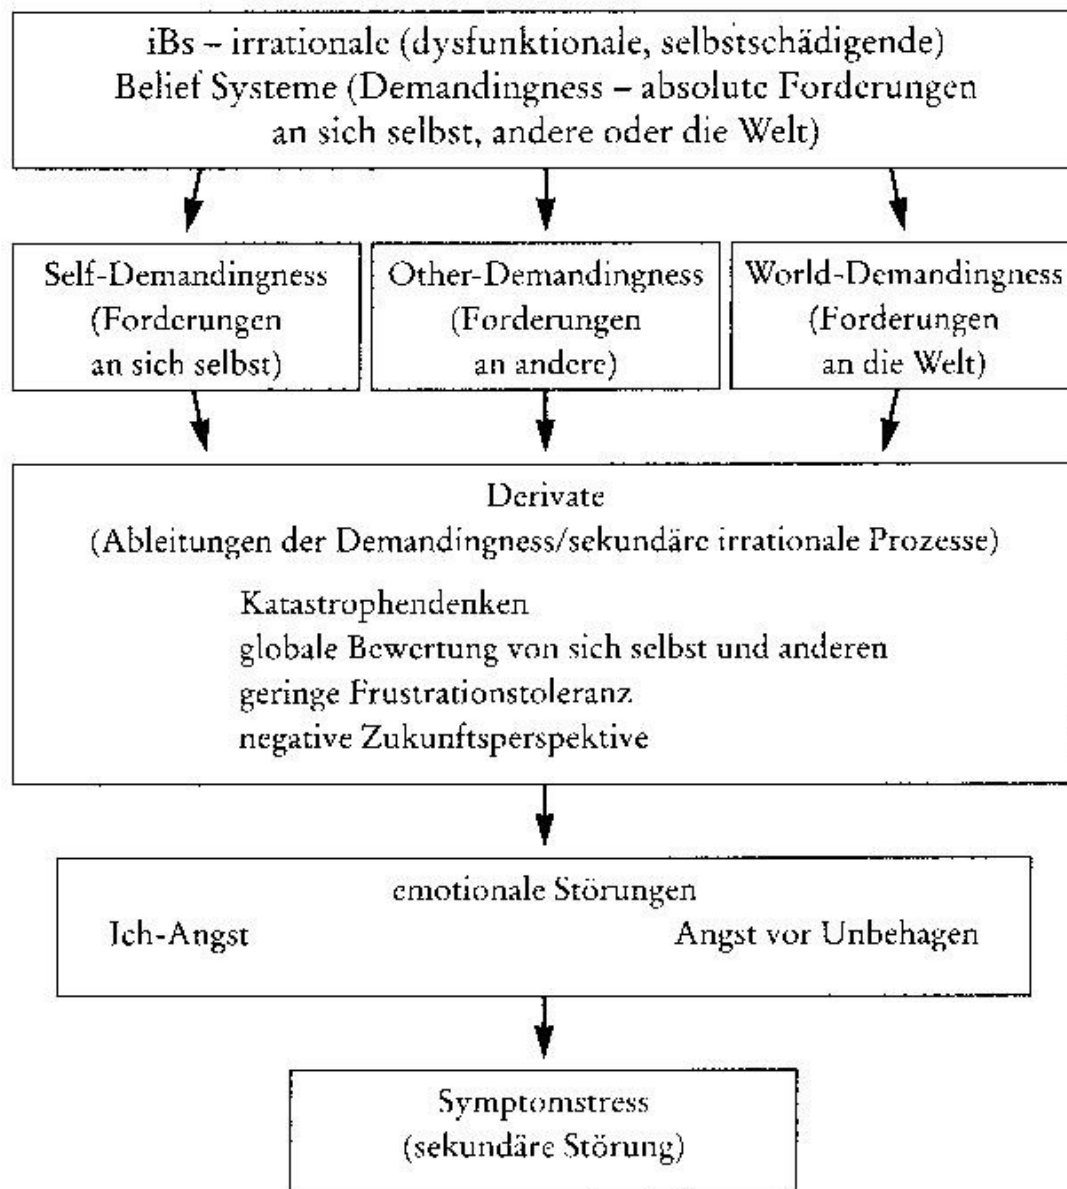 iBs – irrationale (dysfunktionale, selbstschädigende)
Belief Systeme (Demandingness – absolute Forderungen
an sich selbst, andere oder die Welt)
Self-Demandingness
(Forderungen
an sich selbst)
Other-Demandingness
(Forderungen
an andere)
World-Demandingness
(Forderungen
an die Welt)
Derivate
(Ableitungen der Demandingness/sekundäre irrationale Prozesse)
Katastrophendenken
globale Bewertung von sich selbst und anderen
geringe Frustrationstoleranz
negative Zukunftsperspektive
emotionale Störungen
Ich-Angst
Angst vor Unbehagen
Symptomstress
(sekundäre Störung)